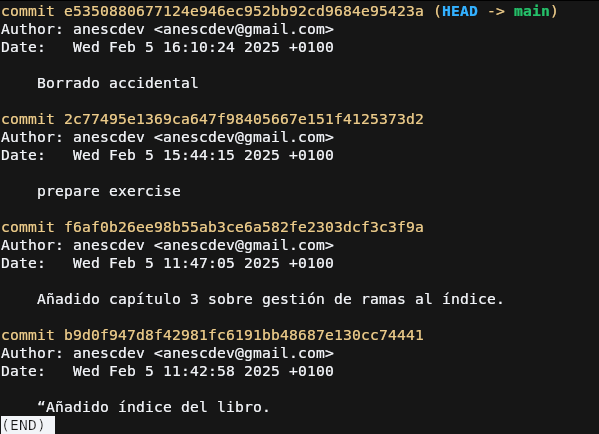 commit e5350880677124e946ec952bb92cd9684e95423a (HEAD -> main)
Author: anescdev <anescdev@gmail.com>
Date:   Wed Feb 5 16:10:24 2025 +0100
Borrado accidental
commit 2c77495e1369ca647f98405667e151f4125373d2
Author: anescdev <anescdev@gmail.com>
Date:   Wed Feb 5 15:44:15 2025 +0100
prepare exercise
commit f6af0b26ee98b55ab3ce6a582fe2303dcf3c3f9a
Author: anescdev <anescdev@gmail.com>
Date:   Wed Feb 5 11:47:05 2025 +0100
Añadido capítulo 3 sobre gestión de ramas al índice.
commit b9d0f947d8f42981fc6191bb48687e130cc74441
Author: anescdev <anescdev@gmail.com>
Date:   Wed Feb 5 11:42:58 2025 +0100
“Añadido índice del libro.
(END)